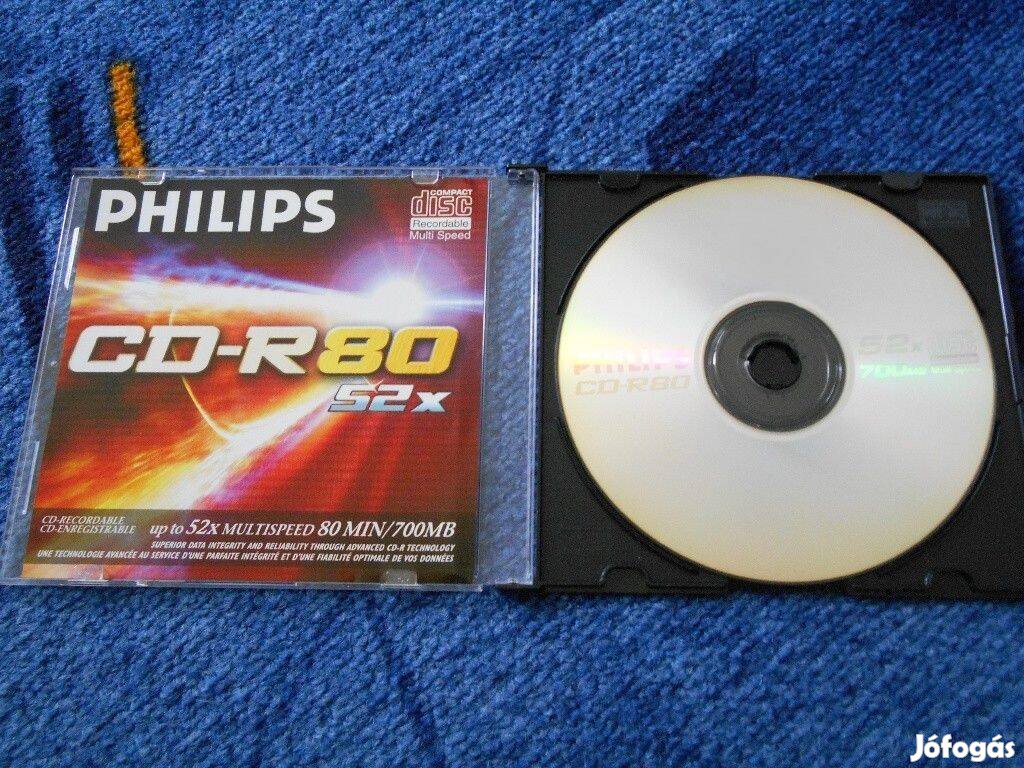 PHILIPS
COMPACT
disc
Recordable
Multi Speed
CD-R80
52x
CD-RECORDABLE
CD-ENREGISTRABLE
up to 52x MULTISPEED 80 MIN/700MB
SUPERIOR DATA INTEGRITY AND RELIABILITY THROUGH ADVANCED CD-R TECHNOLOGY
UNE TECHNOLOGIE AVANCÉE AU SERVICE D'UNE PARFAITE INTÉGRITÉ ET D'UNE FIABILITÉ OPTIMALE DE VOS DONNÉES
PHILIPS
CD-R80
52x
700MB
Jófogás